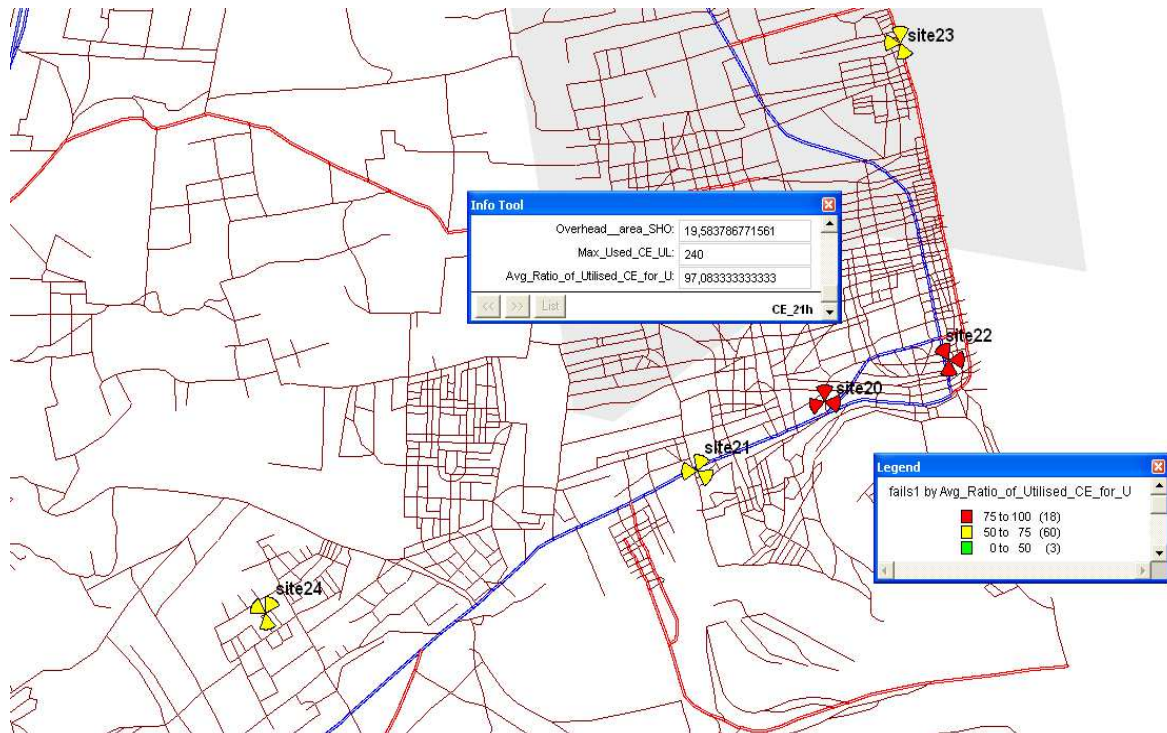 site23
Info Tool
Overhead__area_SHO: 19,583786771561
Max_Used_CE_UL: 240
Avg_Ratio_of_Utilised_CE_for_U: 97,083333333333
<< >> List CE_21h
site22
site20
site21
Legend
fails1 by Avg_Ratio_of_Utilised_CE_for_U
75 to 100 (18)
50 to 75 (60)
0 to 50 (3)
site24